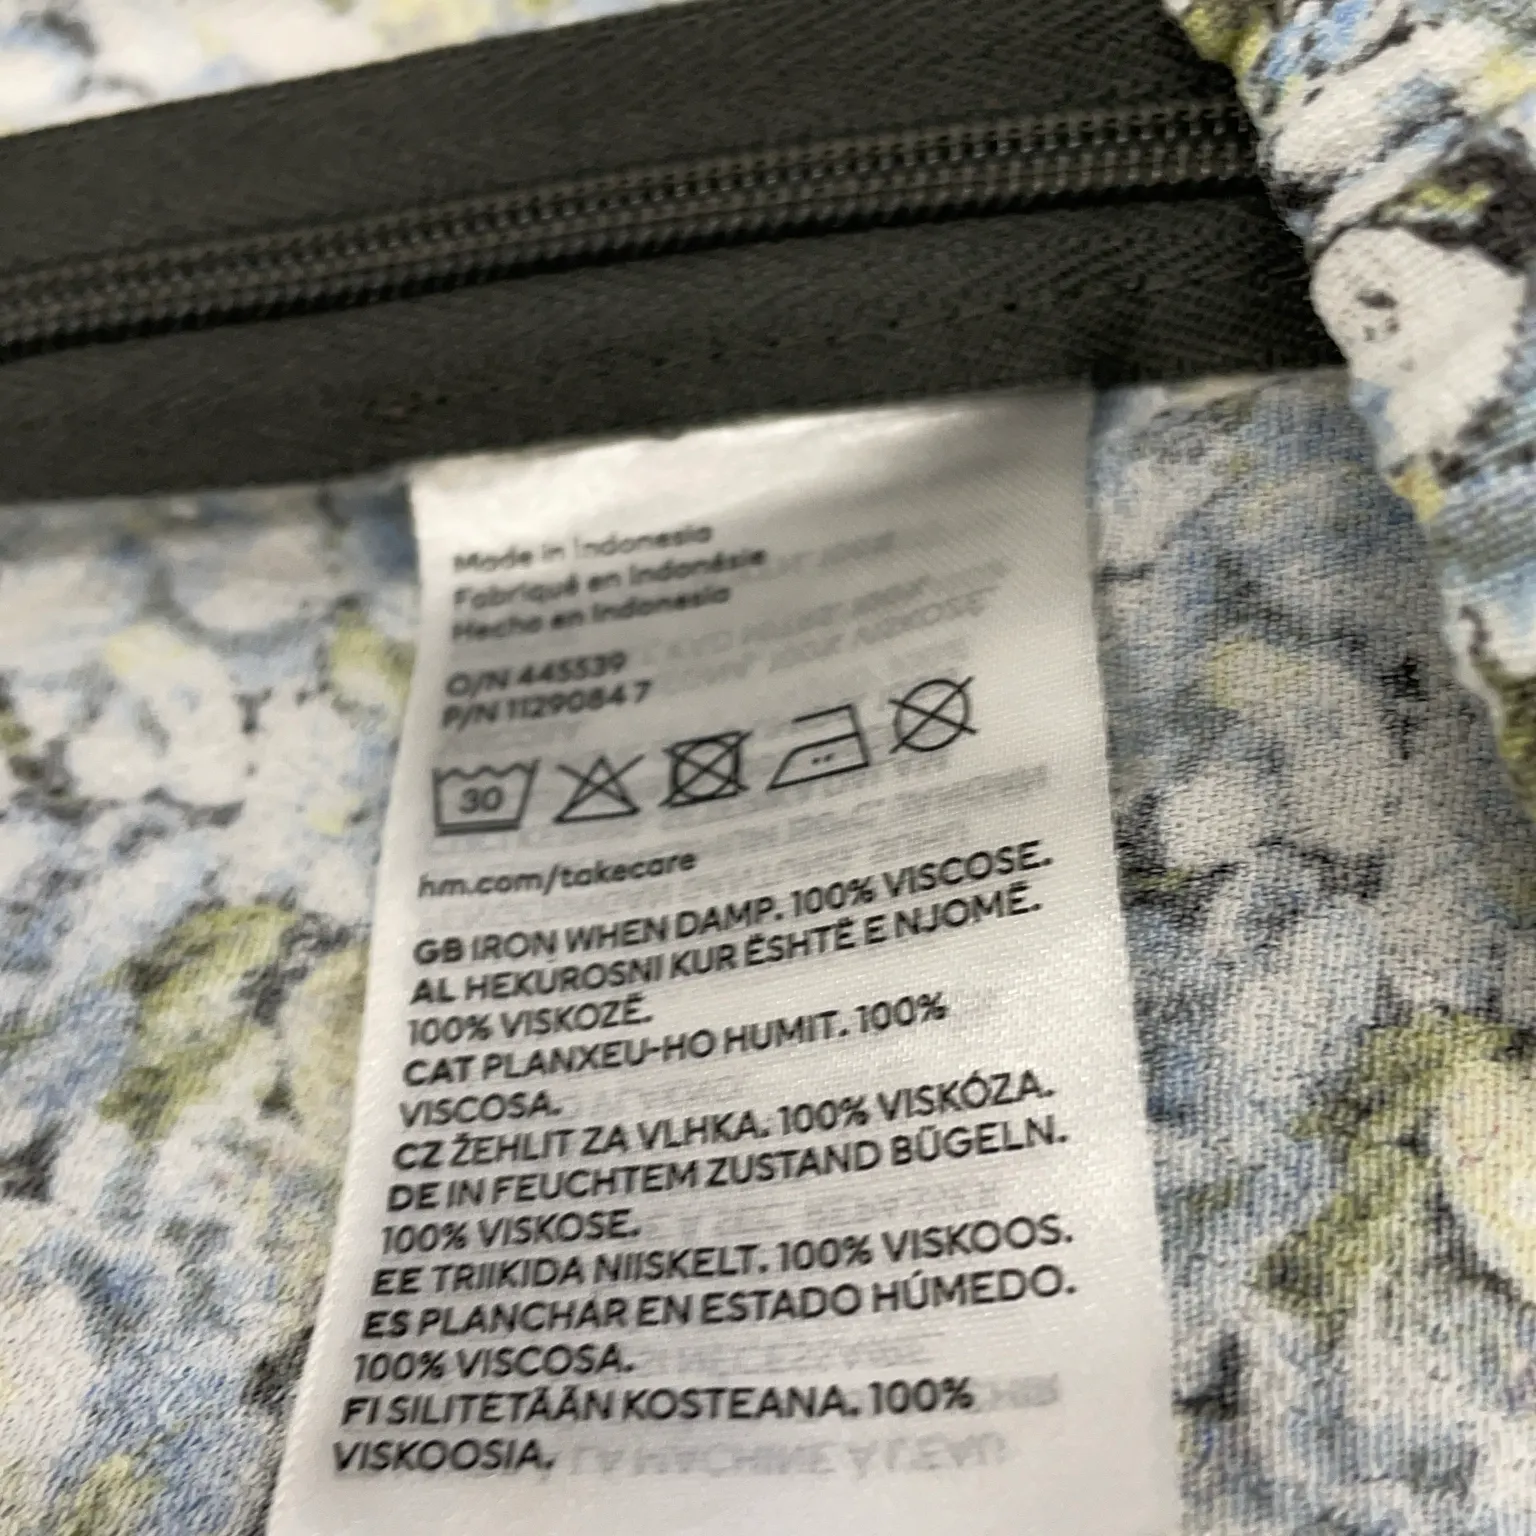 Made in Indonesia
Fabriqué en Indonésie
Hecho en Indonesia
O/N 445539
P/N 11290847
30
hm.com/takecare
GB IRON WHEN DAMP. 100% VISCOSE.
AL HEKUROSNI KUR ËSHTË E NJOMË.
100% VISKOZË.
CAT PLANXEU-HO HUMIT. 100%
VISCOSA.
CZ ŽEHLIT ZA VLHKA. 100% VISKÓZA.
DE IN FEUCHTEM ZUSTAND BÜGELN.
100% VISKOSE.
EE TRIIKIDA NIISKELT. 100% VISKOOS.
ES PLANCHAR EN ESTADO HÚMEDO.
100% VISCOSA.
FI SILITETÄÄN KOSTEANA. 100%
VISKOOSIA.